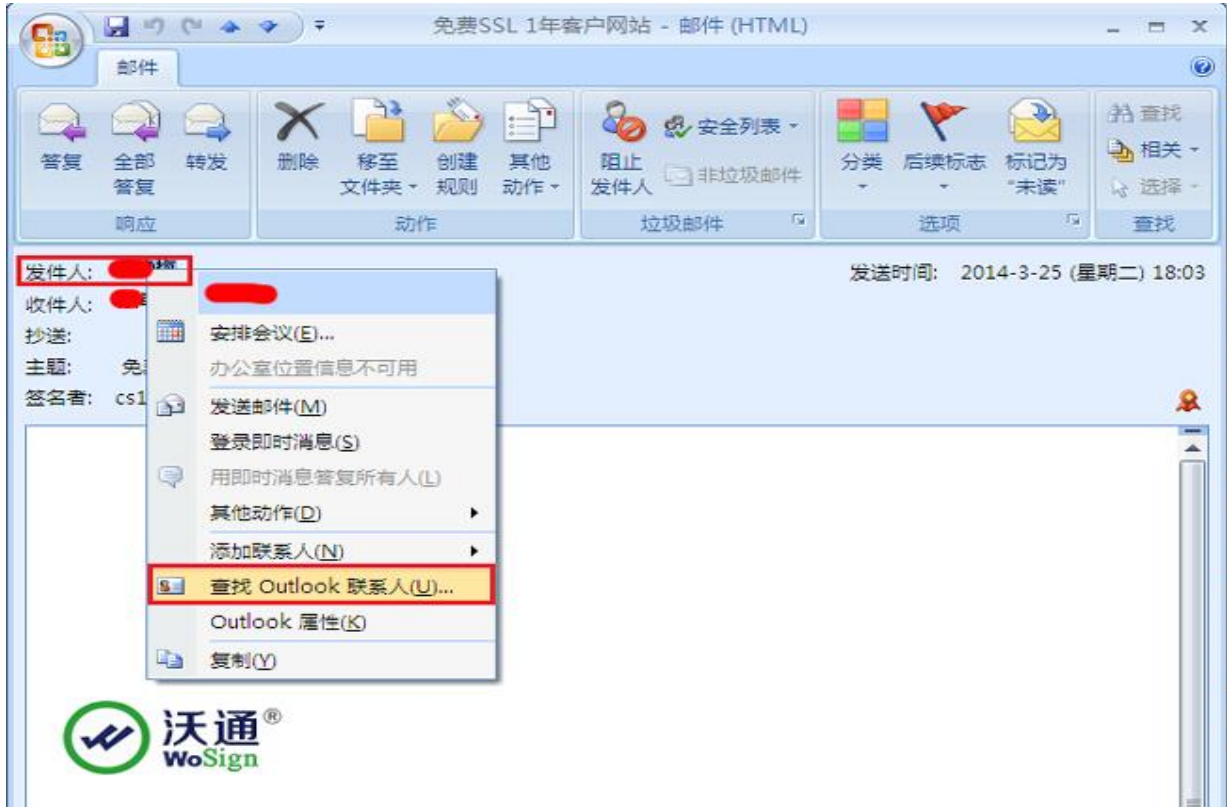 免费SSL 1年客户网站 - 邮件 (HTML)
邮件
答复
全部
答复
转发
响应
删除
移至
文件夹
创建
规则
其他
动作
动作
阻止
发件人
安全列表
非垃圾邮件
垃圾邮件
分类
后续标志
标记为
"未读"
选项
查找
相关
选择
查找
发件人:
发送时间: 2014-3-25 (星期二) 18:03
收件人:
抄送:
主题: 免
签名者: cs1
安排会议(E)...
办公室位置信息不可用
发送邮件(M)
登录即时消息(S)
用即时消息答复所有人(L)
其他动作(D)
添加联系人(N)
查找 Outlook 联系人(U)...
Outlook 属性(K)
复制(Y)
沃通®
WoSign